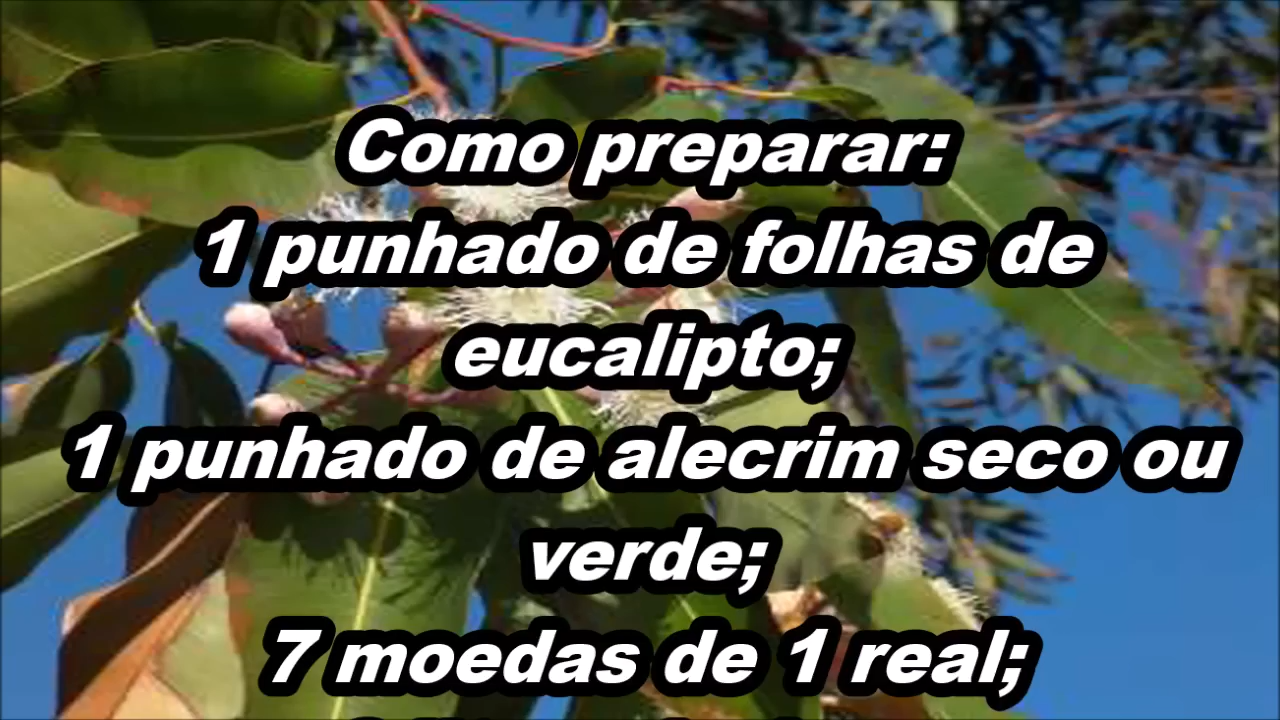 Como preparar:
1 punhado de folhas de
eucalipto;
1 punhado de alecrim seco ou
verde;
7 moedas de 1 real;